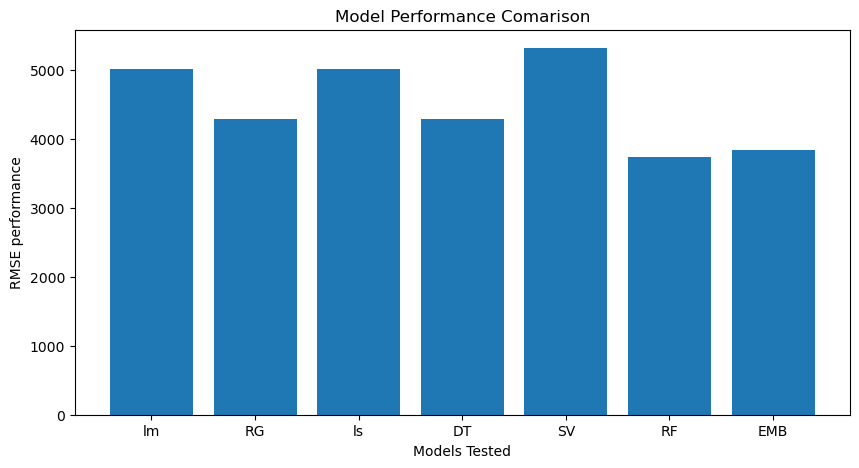 Model Performance Comarison
RMSE performance
5000
4000
3000
2000
1000
0
lm RG ls DT SV RF EMB
Models Tested